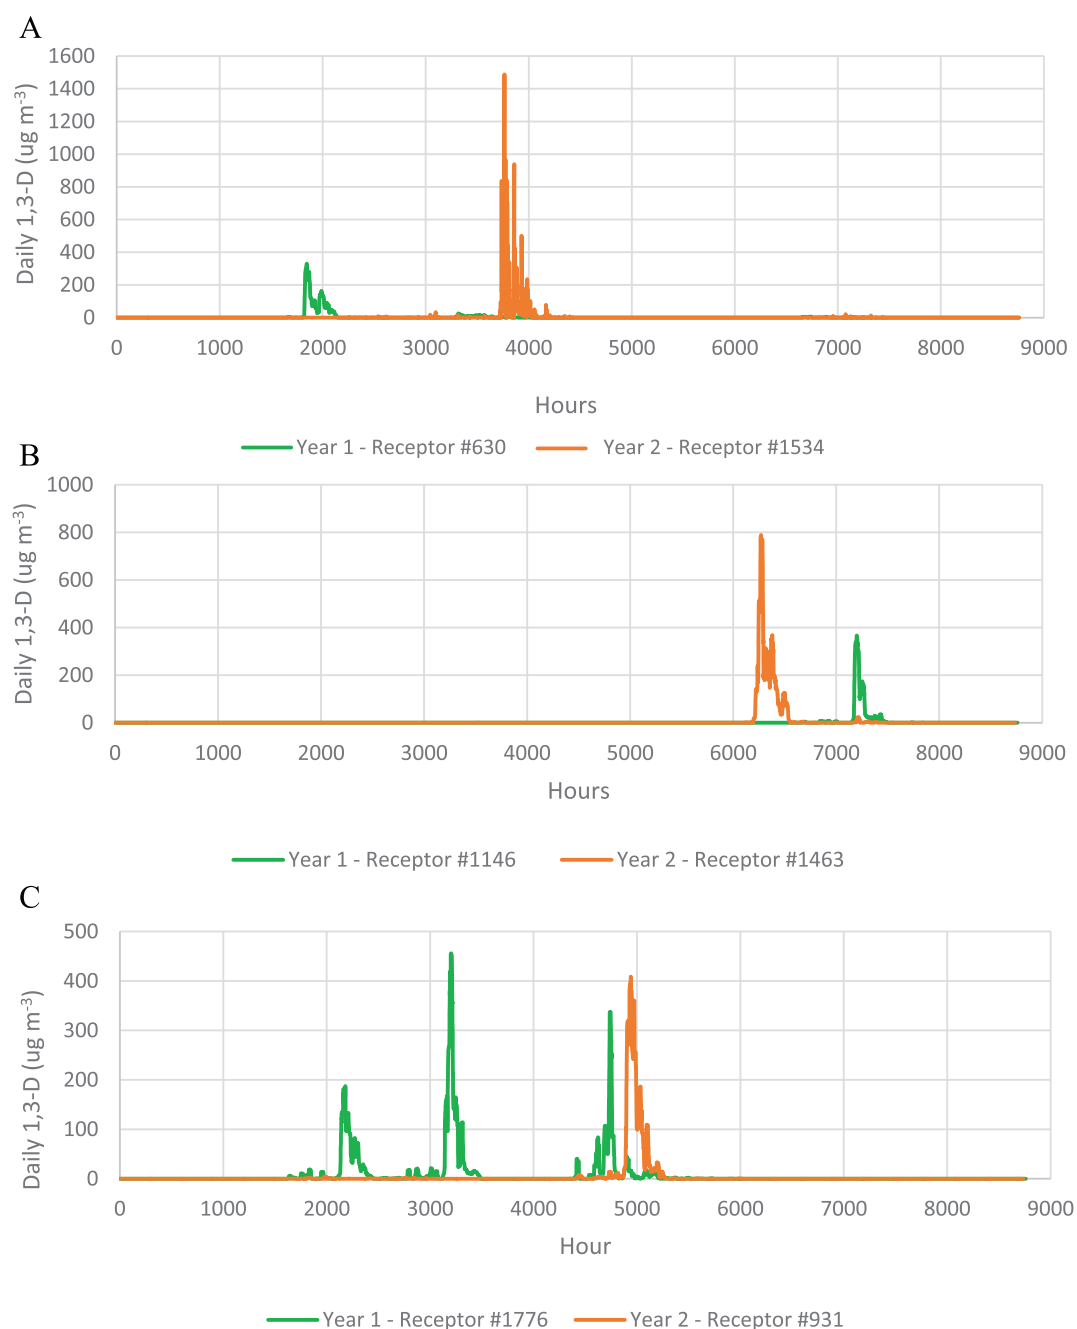 A
Daily 1,3-D (ug m-3)
1600
1400
1200
1000
800
600
400
200
0
0 1000 2000 3000 4000 5000 6000 7000 8000 9000
Hours
Year 1 - Receptor #630 Year 2 - Receptor #1534
B
Daily 1,3-D (ug m-3)
1000
800
600
400
200
0
0 1000 2000 3000 4000 5000 6000 7000 8000 9000
Hours
Year 1 - Receptor #1146 Year 2 - Receptor #1463
C
Daily 1,3-D (ug m-3)
500
400
300
200
100
0
0 1000 2000 3000 4000 5000 6000 7000 8000 9000
Hour
Year 1 - Receptor #1776 Year 2 - Receptor #931